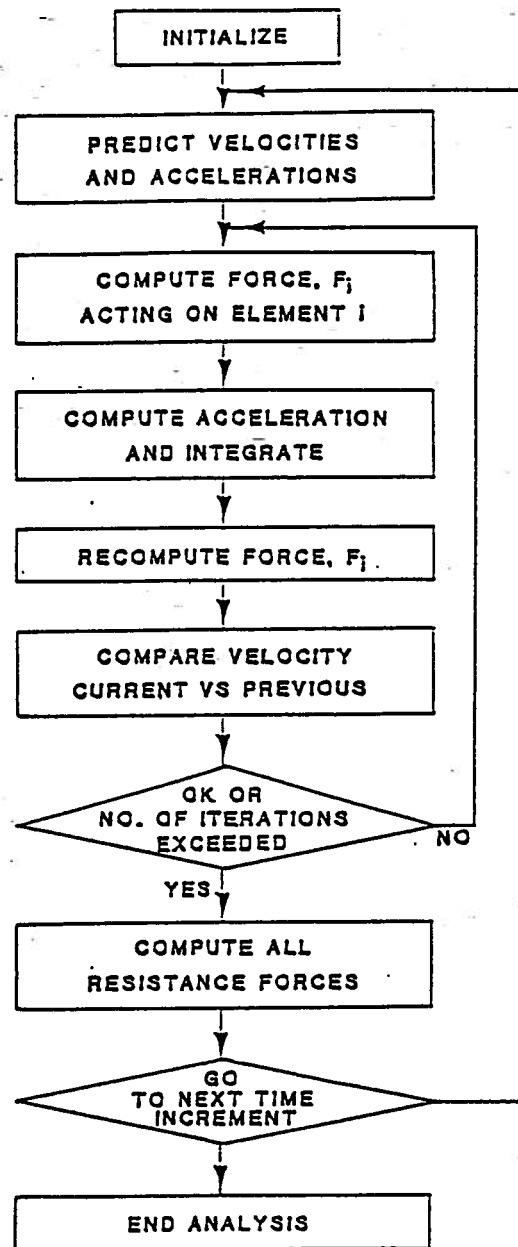 INITIALIZE
PREDICT VELOCITIES
AND ACCELERATIONS
COMPUTE FORCE, Fi
ACTING ON ELEMENT i
COMPUTE ACCELERATION
AND INTEGRATE
RECOMPUTE FORCE, Fi
COMPARE VELOCITY
CURRENT VS PREVIOUS
OK OR
NO. OF ITERATIONS
EXCEEDED
NO
YES
COMPUTE ALL
RESISTANCE FORCES
GO
TO NEXT TIME
INCREMENT
END ANALYSIS